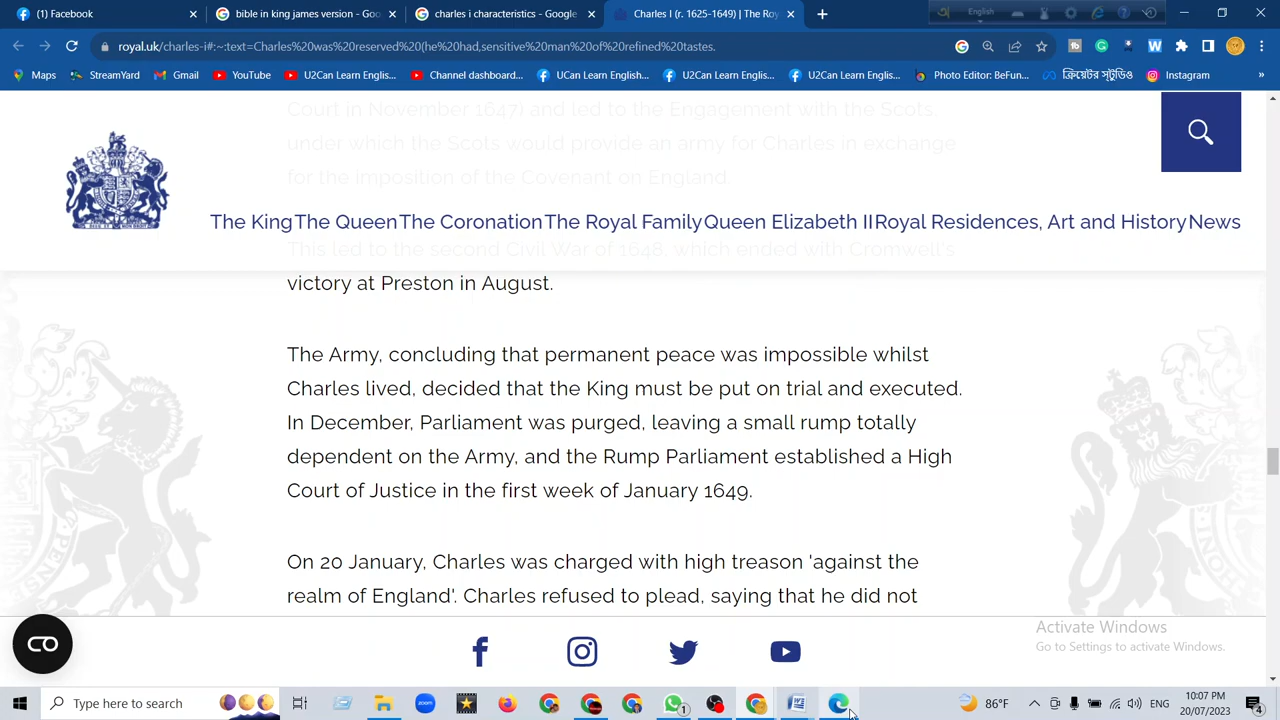 (1) Facebook
bible in king james version - Goo
charles i characteristics - Google
Charles I (r. 1625-1649) | The Roy
English
royal.uk/charles-i#:~:text=Charles%20was%20reserved%20(he%20had,sensitive%20man%20of%20refined%20tastes.
Maps
StreamYard
Gmail
YouTube
U2Can Learn Englis...
Channel dashboard...
UCan Learn English...
U2Can Learn Englis...
U2Can Learn Englis...
Photo Editor: BeFun...
ক্রিয়েটর স্টুডিও
Instagram
»
Court in November 1647) and led to the Engagement with the Scots
under which the Scots would provide an army for Charles in exchange
for the imposition of the Covenant on England.
The King The Queen The Coronation The Royal Family Queen Elizabeth II Royal Residences, Art and History News
This led to the second Civil War of 1648, which ended with Cromwell's
victory at Preston in August.
The Army, concluding that permanent peace was impossible whilst
Charles lived, decided that the King must be put on trial and executed.
In December, Parliament was purged, leaving a small rump totally
dependent on the Army, and the Rump Parliament established a High
Court of Justice in the first week of January 1649.
On 20 January, Charles was charged with high treason 'against the
realm of England'. Charles refused to plead, saying that he did not
Activate Windows
Go to Settings to activate Windows.
Type here to search
zoom
1
86°F
ENG
10:07 PM
20/07/2023
4